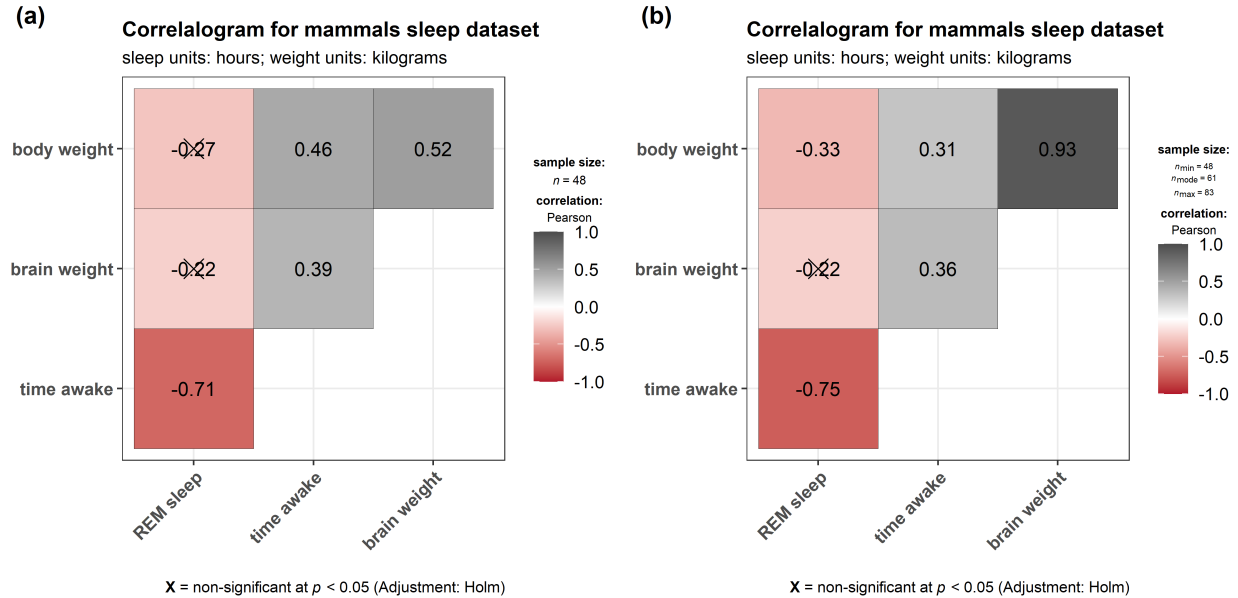 (a)
Correlalogram for mammals sleep dataset
sleep units: hours; weight units: kilograms
body weight
-0.27
0.46
0.52
brain weight
-0.22
0.39
time awake
-0.71
REM sleep
time awake
brain weight
sample size:
n = 48
correlation:
Pearson
1.0
0.5
0.0
-0.5
-1.0
X = non-significant at p < 0.05 (Adjustment: Holm)
(b)
Correlalogram for mammals sleep dataset
sleep units: hours; weight units: kilograms
body weight
-0.33
0.31
0.93
brain weight
-0.22
0.36
time awake
-0.75
REM sleep
time awake
brain weight
sample size:
nmin = 48
nmode = 61
nmax = 83
correlation:
Pearson
1.0
0.5
0.0
-0.5
-1.0
X = non-significant at p < 0.05 (Adjustment: Holm)